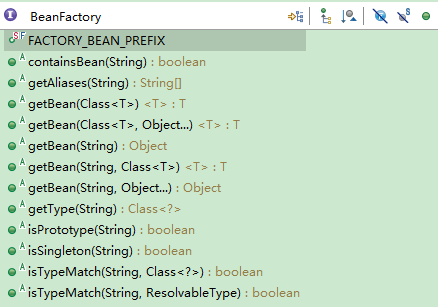 BeanFactory
FACTORY_BEAN_PREFIX
containsBean(String) : boolean
getAliases(String) : String[]
getBean(Class<T>) <T> : T
getBean(Class<T>, Object...) <T> : T
getBean(String) : Object
getBean(String, Class<T>) <T> : T
getBean(String, Object...) : Object
getType(String) : Class<?>
isPrototype(String) : boolean
isSingleton(String) : boolean
isTypeMatch(String, Class<?>) : boolean
isTypeMatch(String, ResolvableType) : boolean